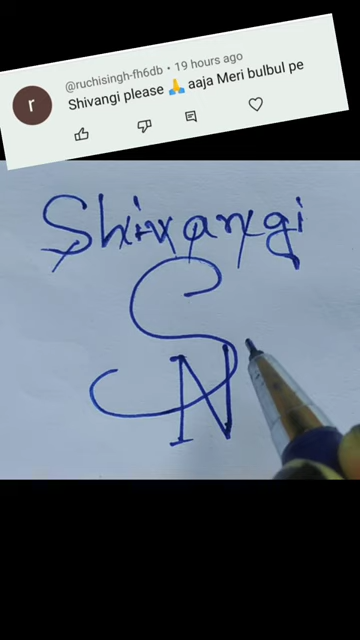 @ruchisingh-fh6db • 19 hours ago
r
Shivangi please 🙏 aaja Meri bulbul pe
Shivangi
SN